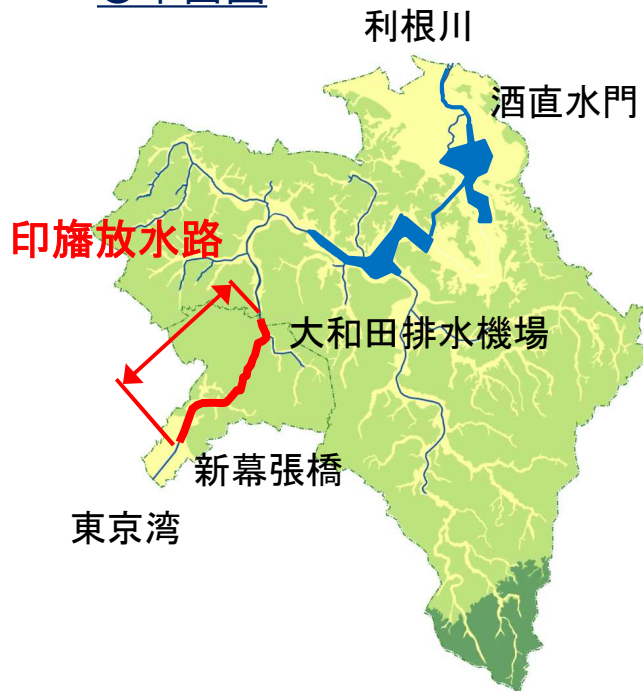 利根川
酒直水門
印旛放水路
大和田排水機場
新幕張橋
東京湾